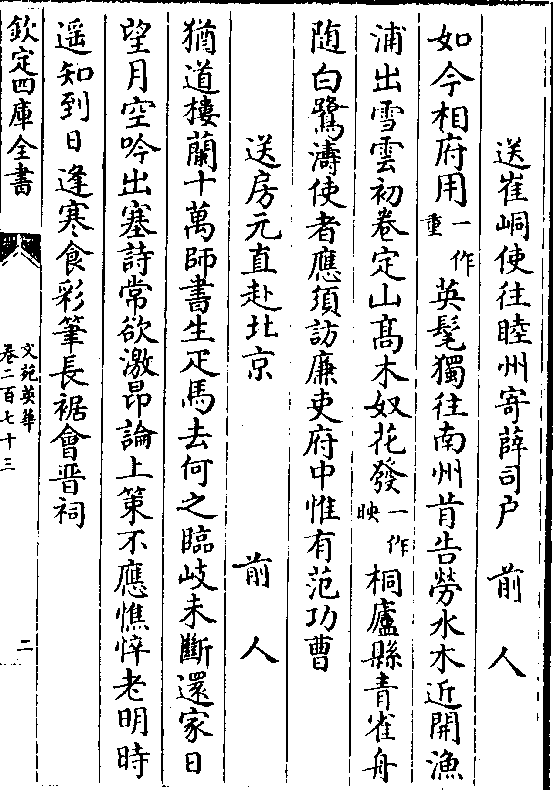 送崔峒使往睦州寄薛司户 前人
如今相府用一作重英髦獨往南州肯告勞水木近開漁
浦出雪雲初卷定山髙木奴花發一作映桐廬縣青雀舟
随白鷺濤使者應須訪廉吏府中惟有范功曹
送房元直赴北京 前人
猶道樓蘭十萬師書生疋馬去何之臨岐未斷還家日
望月空吟出塞詩常欲激昂論上策不應憔悴老明時
遥知到日逢寒食彩筆長裾會晋祠
欽定四庫全書
文苑英華
卷二百七十三
二